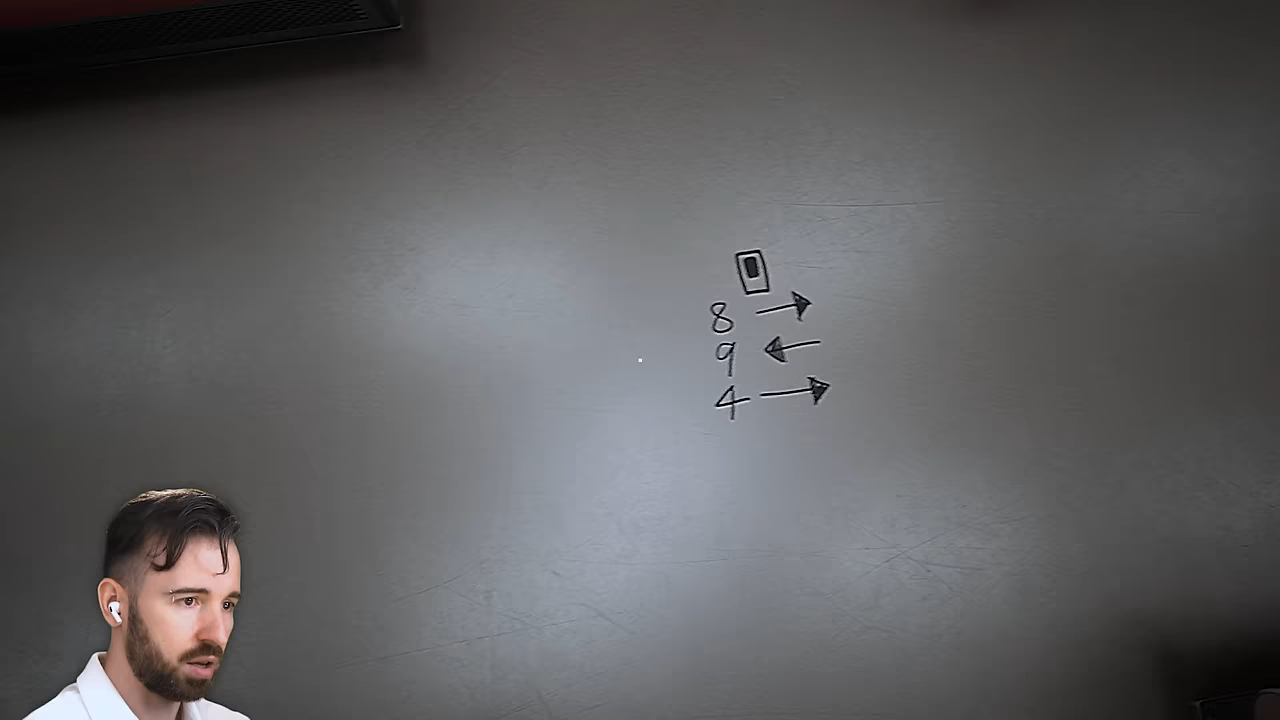 8 →
9 ←
4 →